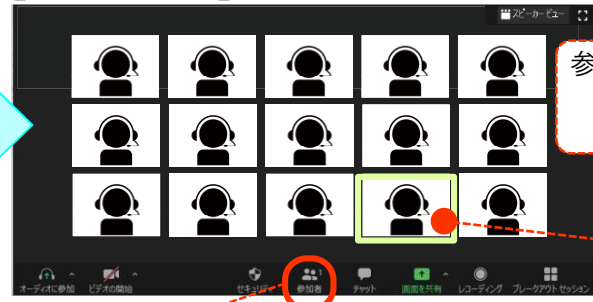 スピーカービュー
参
オーディオに参加 ビデオの開始 セキュリティ 参加者 1 チャット 画面を共有 レコーディング ブレークアウト セッション